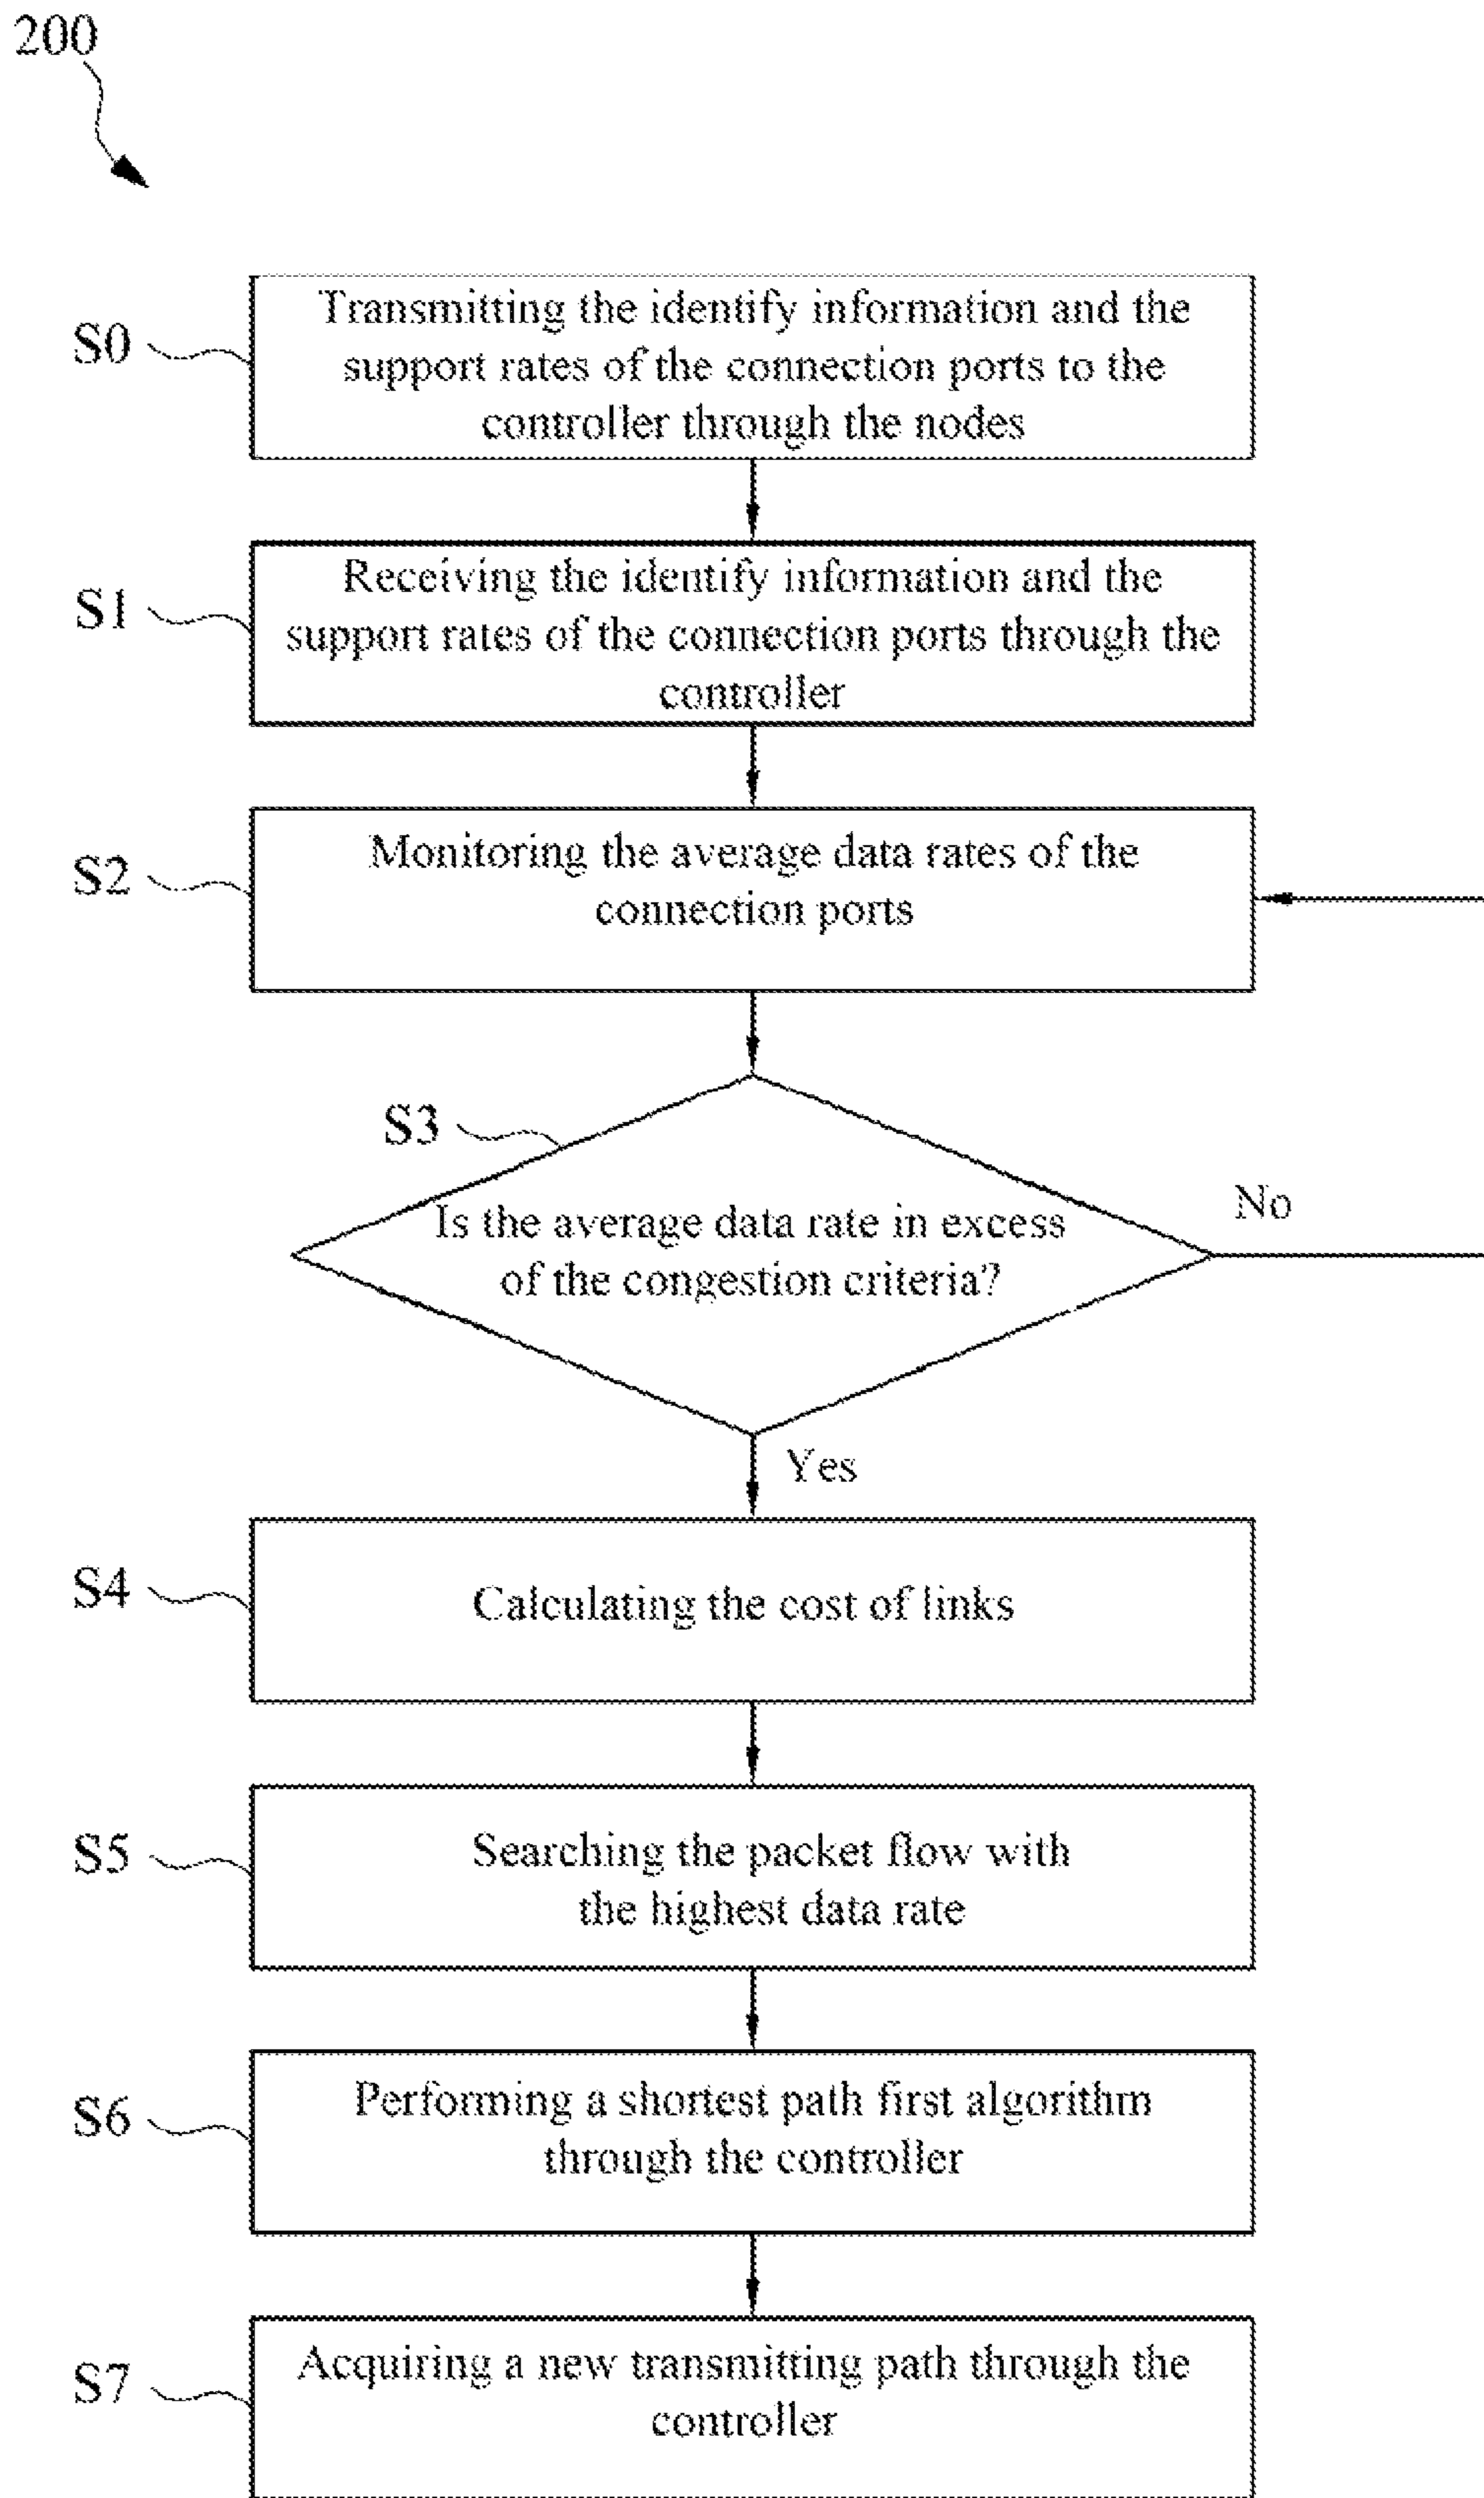 200
S0
Transmitting the identify information and the
support rates of the connection ports to the
controller through the nodes
S1
Receiving the identify information and the
support rates of the connection ports through the
controller
S2
Monitoring the average data rates of the
connection ports
S3
Is the average data rate in excess
of the congestion criteria?
No
Yes
S4
Calculating the cost of links
S5
Searching the packet flow with
the highest data rate
S6
Performing a shortest path first algorithm
through the controller
S7
Acquiring a new transmitting path through the
controller